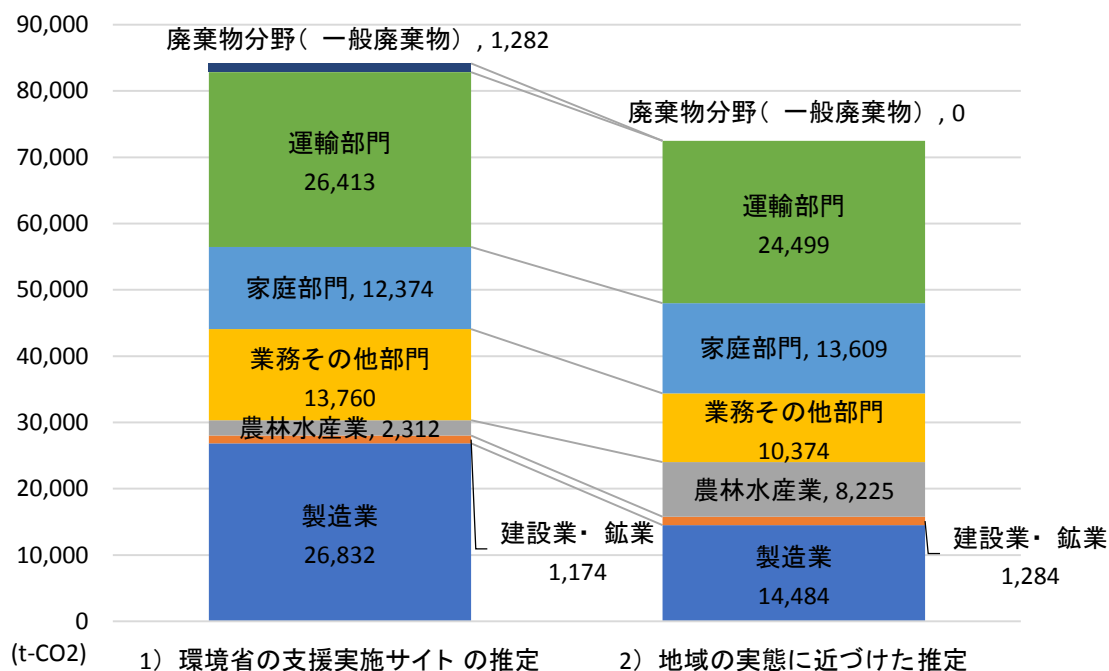 90,000
80,000
70,000
60,000
50,000
40,000
30,000
20,000
10,000
0
(t-CO2)
廃棄物分野( 一般廃棄物) , 1,282
運輸部門
26,413
家庭部門, 12,374
業務その他部門
13,760
農林水産業, 2,312
建設業・ 鉱業
1,174
製造業
26,832
廃棄物分野( 一般廃棄物) , 0
運輸部門
24,499
家庭部門, 13,609
業務その他部門
10,374
農林水産業, 8,225
建設業・ 鉱業
1,284
製造業
14,484
1) 環境省の支援実施サイト の推定
2) 地域の実態に近づけた推定